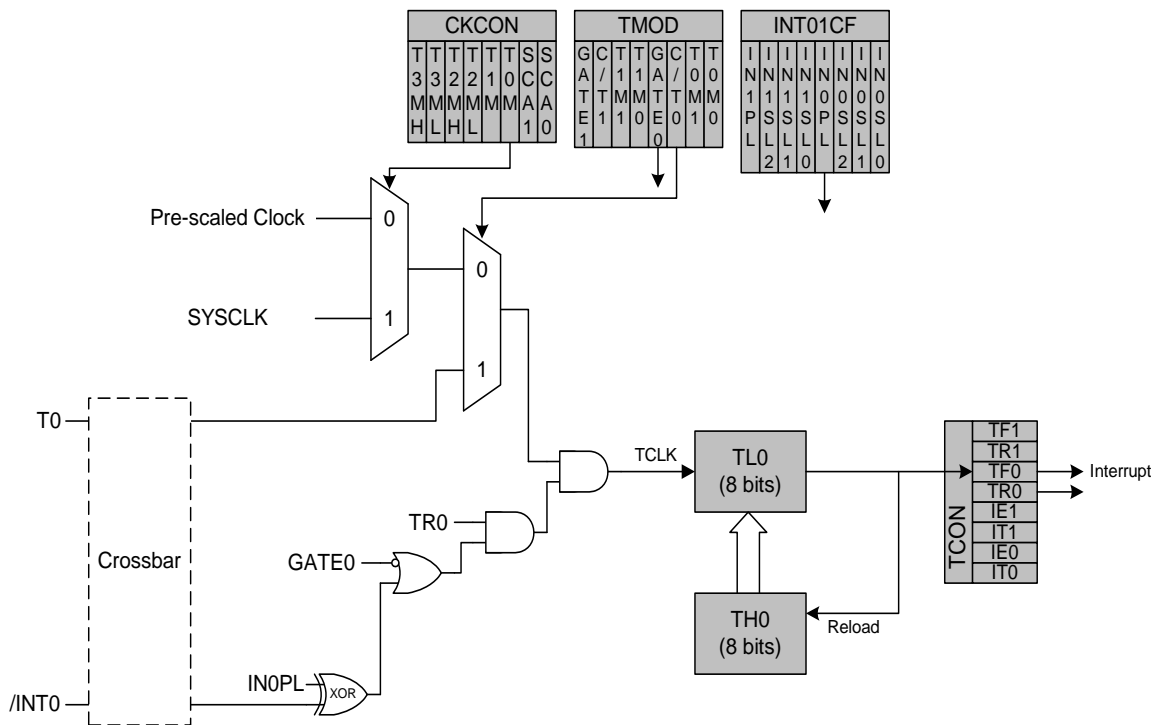 CKCON
T3MH
T3ML
T2MH
T2ML
T1M
T0M
SCA1
SCA0
TMOD
GATE1
C/T1
T1M1
T1M0
GATE0
C/T0
T0M1
T0M0
INT01CF
IN1PL
IN1SL2
IN1SL1
IN1SL0
IN0PL
IN0SL2
IN0SL1
IN0SL0
Pre-scaled Clock
0
SYSCLK
1
0
1
T0
Crossbar
/INT0
TR0
GATE0
IN0PL
XOR
TCLK
TL0
(8 bits)
TH0
(8 bits)
Reload
TCON
TF1
TR1
TF0
TR0
IE1
IT1
IE0
IT0
Interrupt